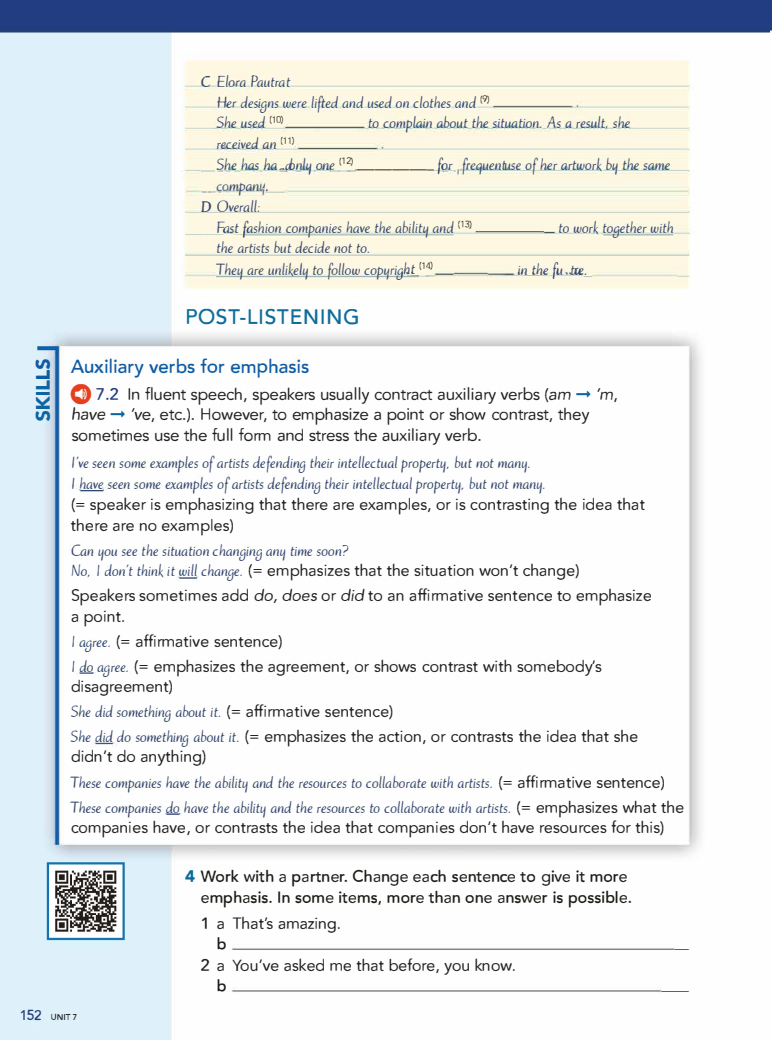 C Elora Pautrat
Her designs were lifted and used on clothes and (9) ____________ .
She used (10) ____________ to complain about the situation. As a result, she
received an (11) ____________ .
She has ha only one (12) ____________ for frequent use of her artwork by the same
company.
D Overall:
Fast fashion companies have the ability and (13) ____________ to work together with
the artists but decide not to.
They are unlikely to follow copyright (14) ____________ in the fu
POST-LISTENING
SKILLS
Auxiliary verbs for emphasis
7.2 In fluent speech, speakers usually contract auxiliary verbs (am → ’m,
have → ’ve, etc.). However, to emphasize a point or show contrast, they
sometimes use the full form and stress the auxiliary verb.
I’ve seen some examples of artists defending their intellectual property, but not many.
I have seen some examples of artists defending their intellectual property, but not many.
(= speaker is emphasizing that there are examples, or is contrasting the idea that
there are no examples)
Can you see the situation changing any time soon?
No, I don’t think it will change. (= emphasizes that the situation won’t change)
Speakers sometimes add do, does or did to an affirmative sentence to emphasize
a point.
I agree. (= affirmative sentence)
I do agree. (= emphasizes the agreement, or shows contrast with somebody’s
disagreement)
She did something about it. (= affirmative sentence)
She did do something about it. (= emphasizes the action, or contrasts the idea that she
didn’t do anything)
These companies have the ability and the resources to collaborate with artists. (= affirmative sentence)
These companies do have the ability and the resources to collaborate with artists. (= emphasizes what the
companies have, or contrasts the idea that companies don’t have resources for this)
4 Work with a partner. Change each sentence to give it more
emphasis. In some items, more than one answer is possible.
1 a That’s amazing.
b ____________
2 a You’ve asked me that before, you know.
b ____________
152 UNIT 7